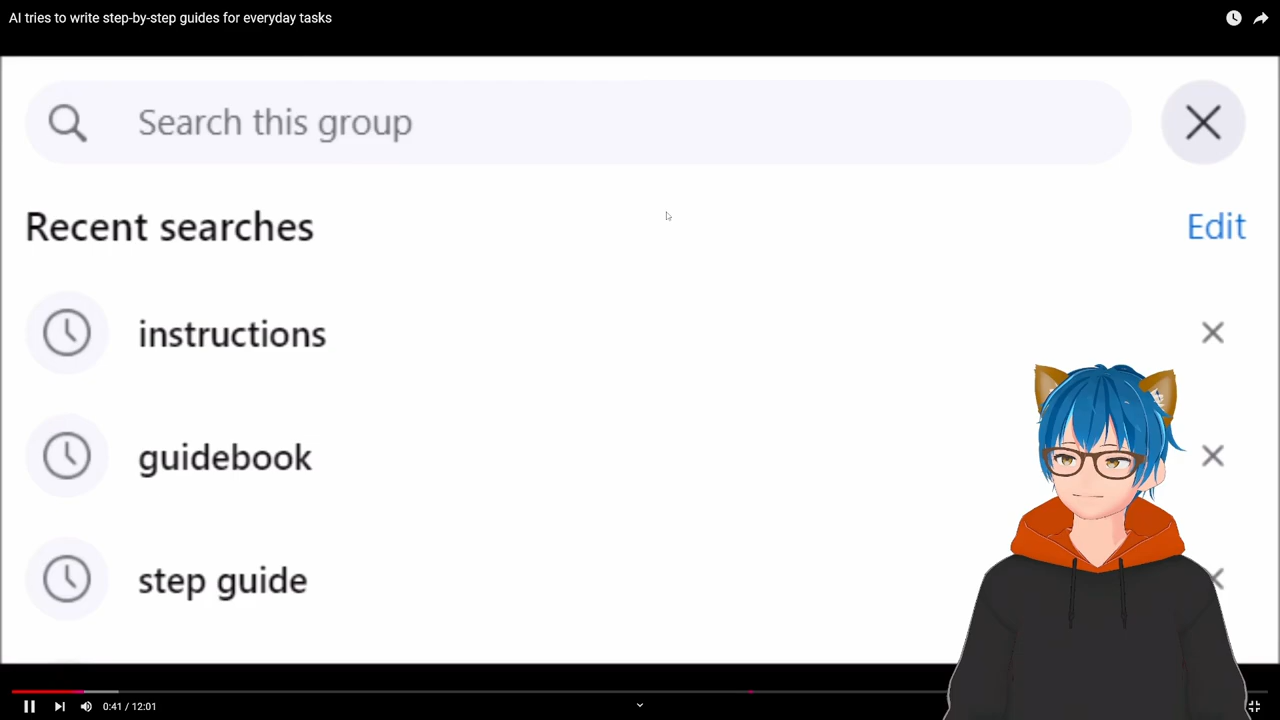 AI tries to write step-by-step guides for everyday tasks
Search this group
Recent searches
Edit
instructions
guidebook
step guide
0:41 / 12:01